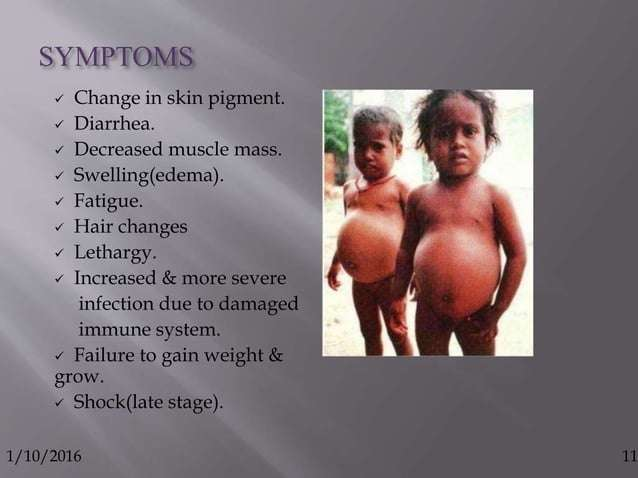 SYMPTOMS
✓ Change in skin pigment.
✓ Diarrhea.
✓ Decreased muscle mass.
✓ Swelling(edema).
✓ Fatigue.
✓ Hair changes
✓ Lethargy.
✓ Increased & more severe
infection due to damaged
immune system.
✓ Failure to gain weight &
grow.
✓ Shock(late stage).
1/10/2016
11